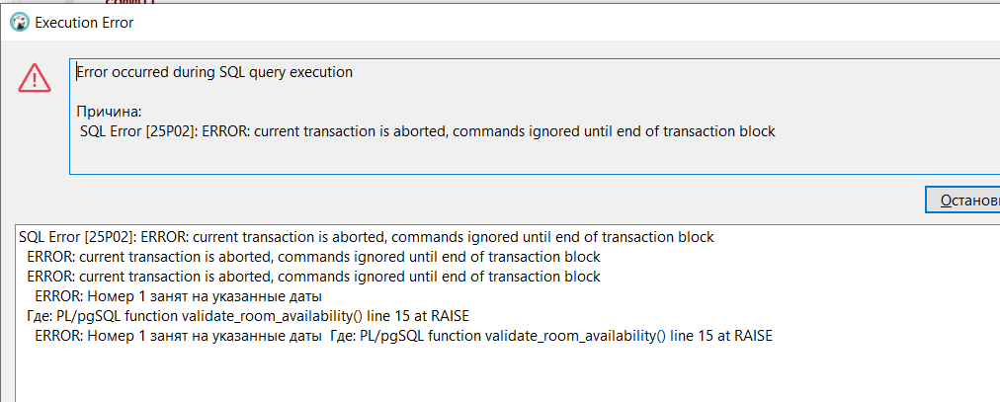 Execution Error
Error occurred during SQL query execution
Причина:
SQL Error [25P02]: ERROR: current transaction is aborted, commands ignored until end of transaction block
SQL Error [25P02]: ERROR: current transaction is aborted, commands ignored until end of transaction block
ERROR: current transaction is aborted, commands ignored until end of transaction block
ERROR: current transaction is aborted, commands ignored until end of transaction block
ERROR: Номер 1 занят на указанные даты
Где: PL/pgSQL function validate_room_availability() line 15 at RAISE
ERROR: Номер 1 занят на указанные даты Где: PL/pgSQL function validate_room_availability() line 15 at RAISE